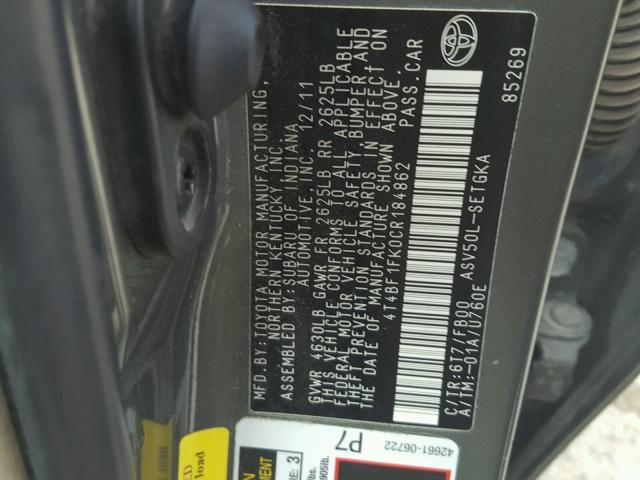 MFD.BY:TOYOTA MOTOR MANUFACTURING,
NORTHERN KENTUCKY INC.
ASSEMBLED BY:SUBARU OF INDIANA
AUTOMOTIVE, INC. 12/11
GVWR 4630LB GAWR FR 2625LB RR 2625LB
THIS VEHICLE CONFORMS TO ALL APPLICABLE
FEDERAL MOTOR VEHICLE SAFETY, BUMPER, AND
THEFT PREVENTION STANDARDS IN EFFECT ON
THE DATE OF MANUFACTURE SHOWN ABOVE.
4T4BF1FK0CR184862 PASS.CAR
C/TR:6T7/FB00 ASV50L-SETGKA
A/TM:-01A/U760E
85269
42661-06722
P7
load
3